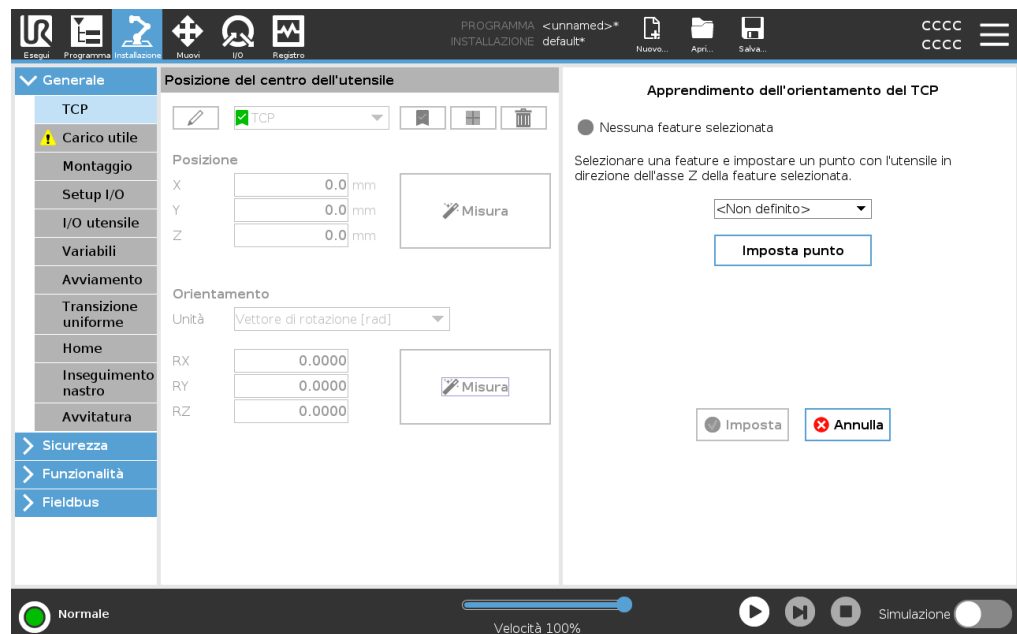 PROGRAMMA <unnamed>*
INSTALLAZIONE default*
Esegui
Programma
Installazione
Muovi
I/O
Registro
Nuovo...
Apri...
Salva...
CCCC
CCCC
Generale
TCP
Carico utile
Montaggio
Setup I/O
I/O utensile
Variabili
Avviamento
Transizione
uniforme
Home
Inseguimento
nastro
Avvitatura
Sicurezza
Funzionalità
Fieldbus
Posizione del centro dell'utensile
TCP
Posizione
X 0.0 mm
Y 0.0 mm
Z 0.0 mm
Misura
Orientamento
Unità Vettore di rotazione [rad]
RX 0.0000
RY 0.0000
RZ 0.0000
Misura
Apprendimento dell'orientamento del TCP
Nessuna feature selezionata
Selezionare una feature e impostare un punto con l'utensile in
direzione dell'asse Z della feature selezionata.
<Non definito>
Imposta punto
Imposta
Annulla
Normale
Velocità 100%
Simulazione